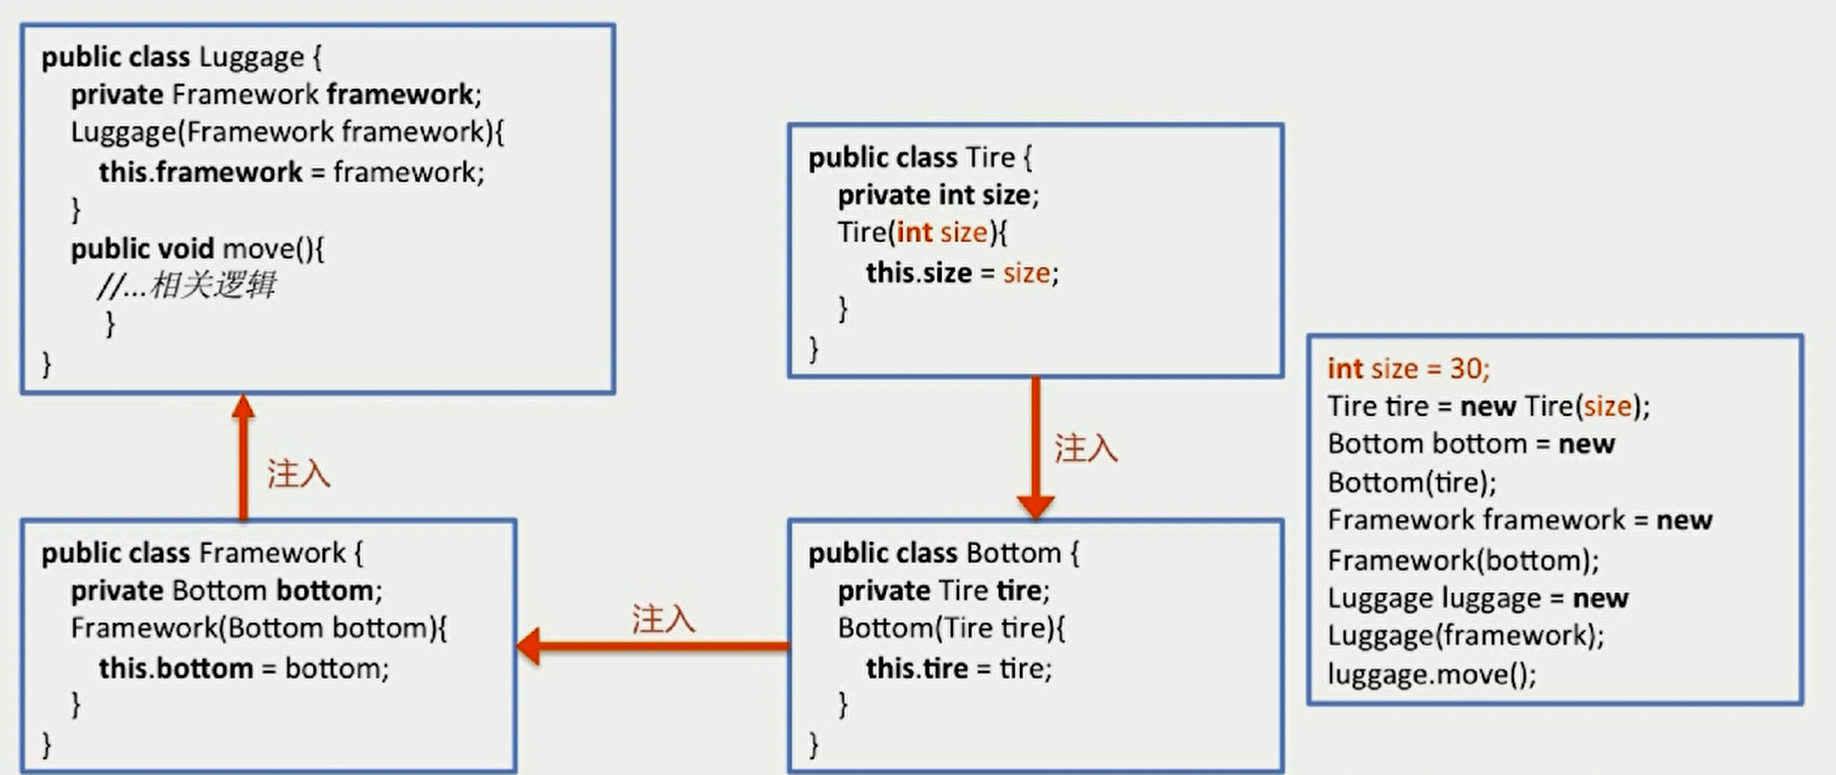 public class Luggage {
private Framework framework;
Luggage(Framework framework){
this.framework = framework;
}
public void move(){
//...相关逻辑
}
}
public class Tire {
private int size;
Tire(int size){
this.size = size;
}
}
int size = 30;
Tire tire = new Tire(size);
Bottom bottom = new
Bottom(tire);
Framework framework = new
Framework(bottom);
Luggage luggage = new
Luggage(framework);
luggage.move();
注入
注入
public class Framework {
private Bottom bottom;
Framework(Bottom bottom){
this.bottom = bottom;
}
}
注入
public class Bottom {
private Tire tire;
Bottom(Tire tire){
this.tire = tire;
}
}